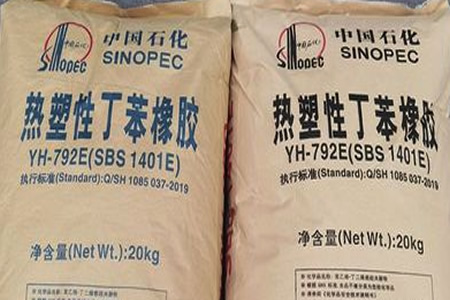 中国石化
SINOPEC
SINOPEC
热塑性丁苯橡胶
YH-792E(SBS 1401E)
执行标准(Standard):Q/SH 1085 037-2019
净含量(Net Wt.):20kg
中国石化
SINOPEC
SINOPEC
热塑性丁苯橡胶
YH-792E(SBS 1401E)
执行标准(Standard):Q/SH 1085 037-2019
净含量(Net Wt.):20kg